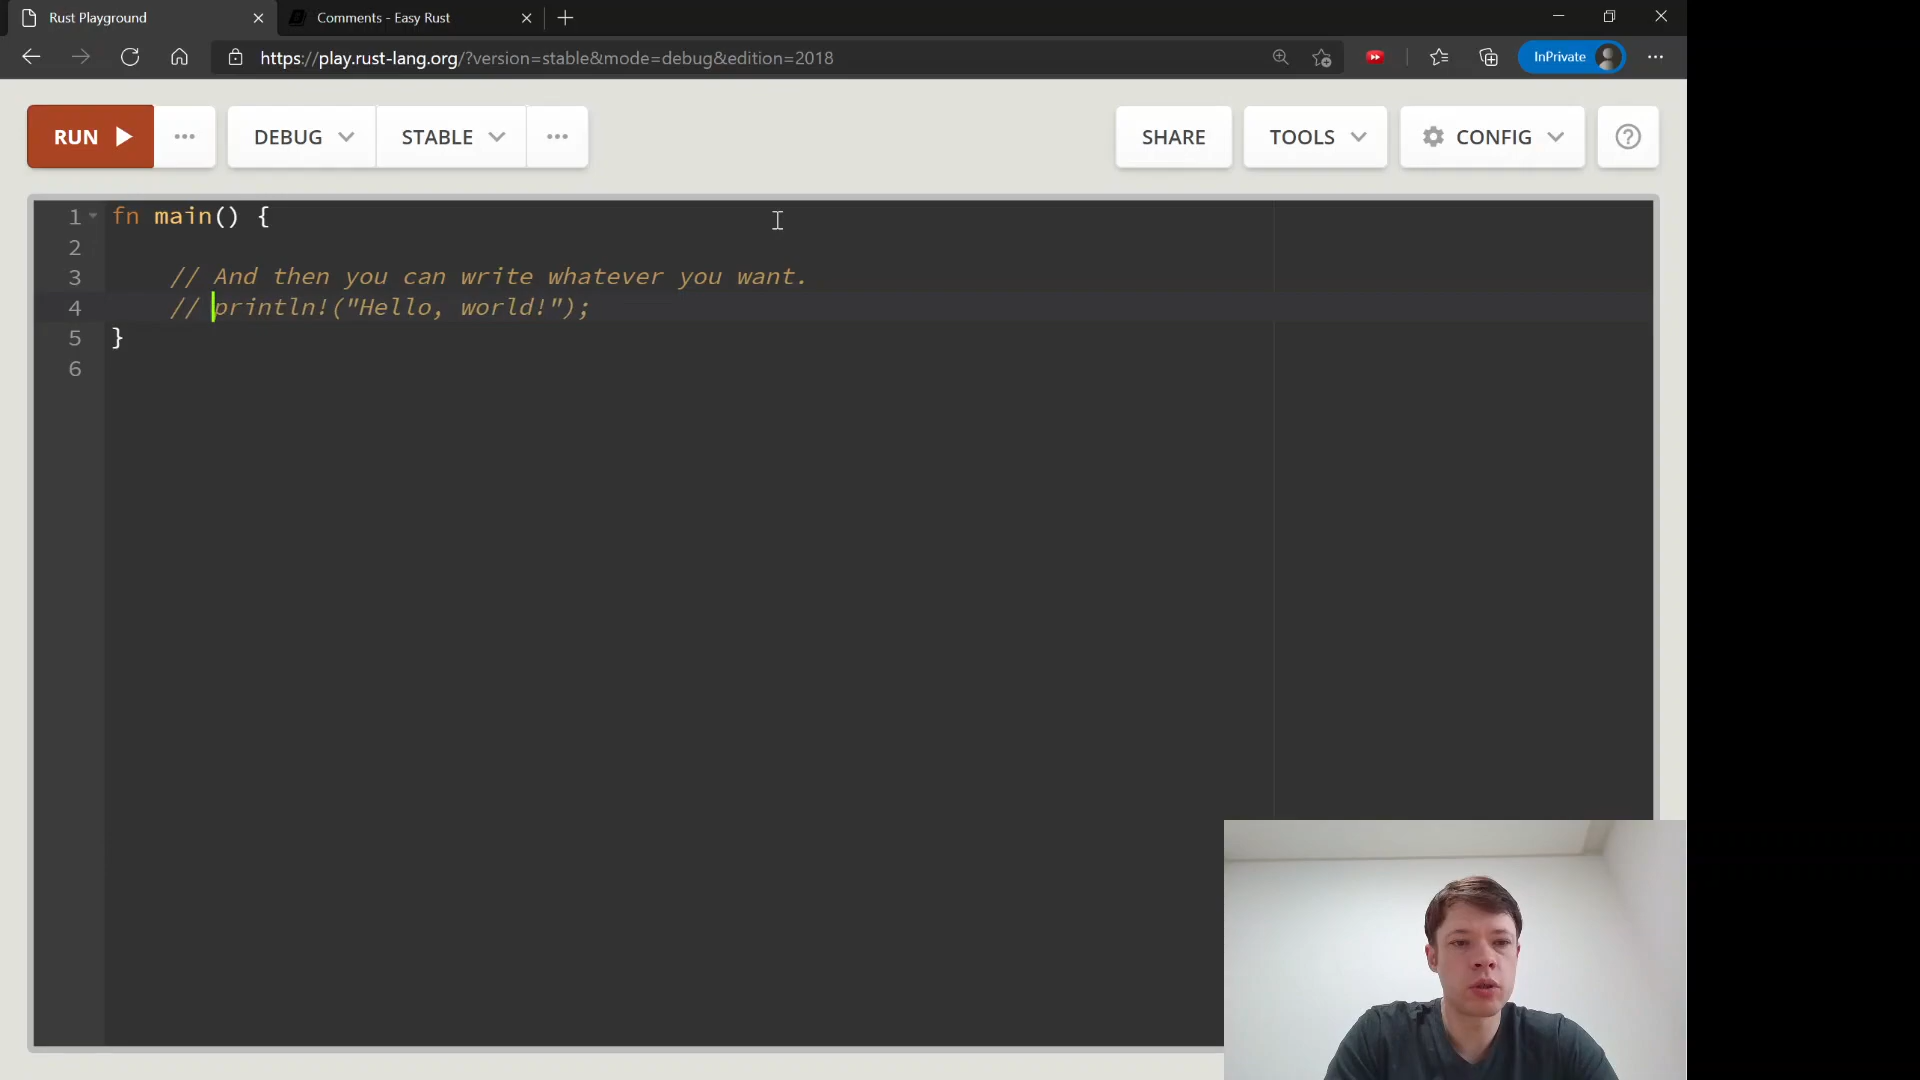 Rust Playground
Comments - Easy Rust
https://play.rust-lang.org/?version=stable&mode=debug&edition=2018
InPrivate
RUN
DEBUG
STABLE
SHARE
TOOLS
CONFIG
1 fn main() {
2
3 // And then you can write whatever you want.
4 // println!("Hello, world!");
5 }
6